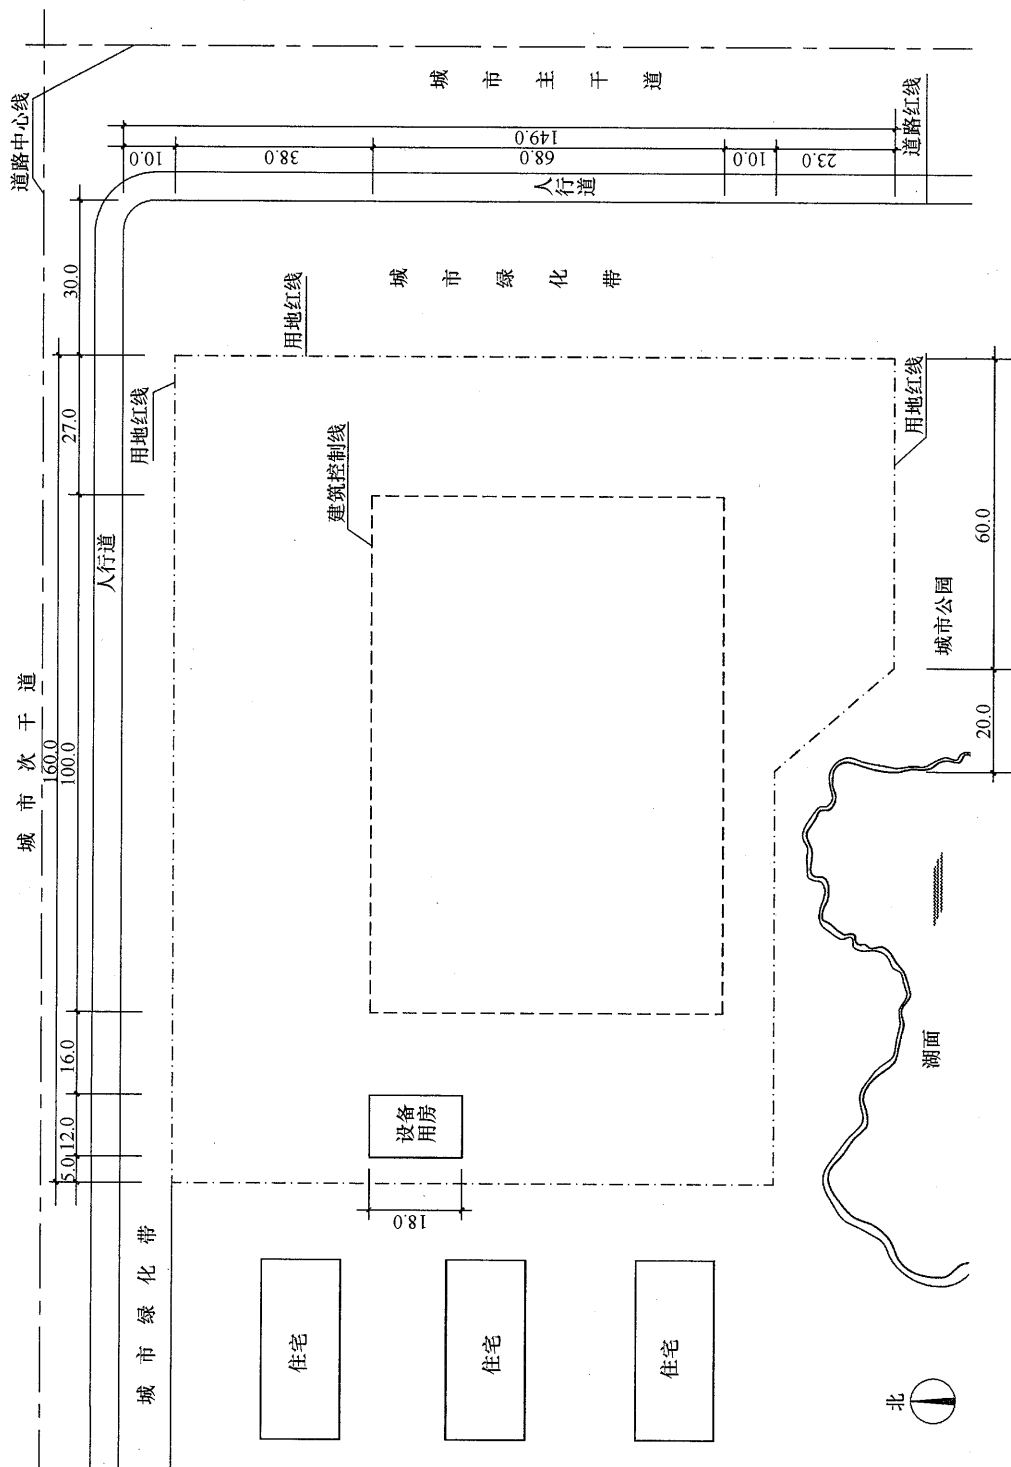 城市主干道
道路中心线
道路红线
149.0
10.0
38.0
68.0
10.0
23.0
人行道
30.0
城市绿化带
用地红线
用地红线
用地红线
27.0
建筑控制线
人行道
60.0
城市公园
城市次干道
160.0
100.0
20.0
16.0
湖面
设备
用房
12.0
5.0
18.0
城市绿化带
住宅
住宅
住宅
北